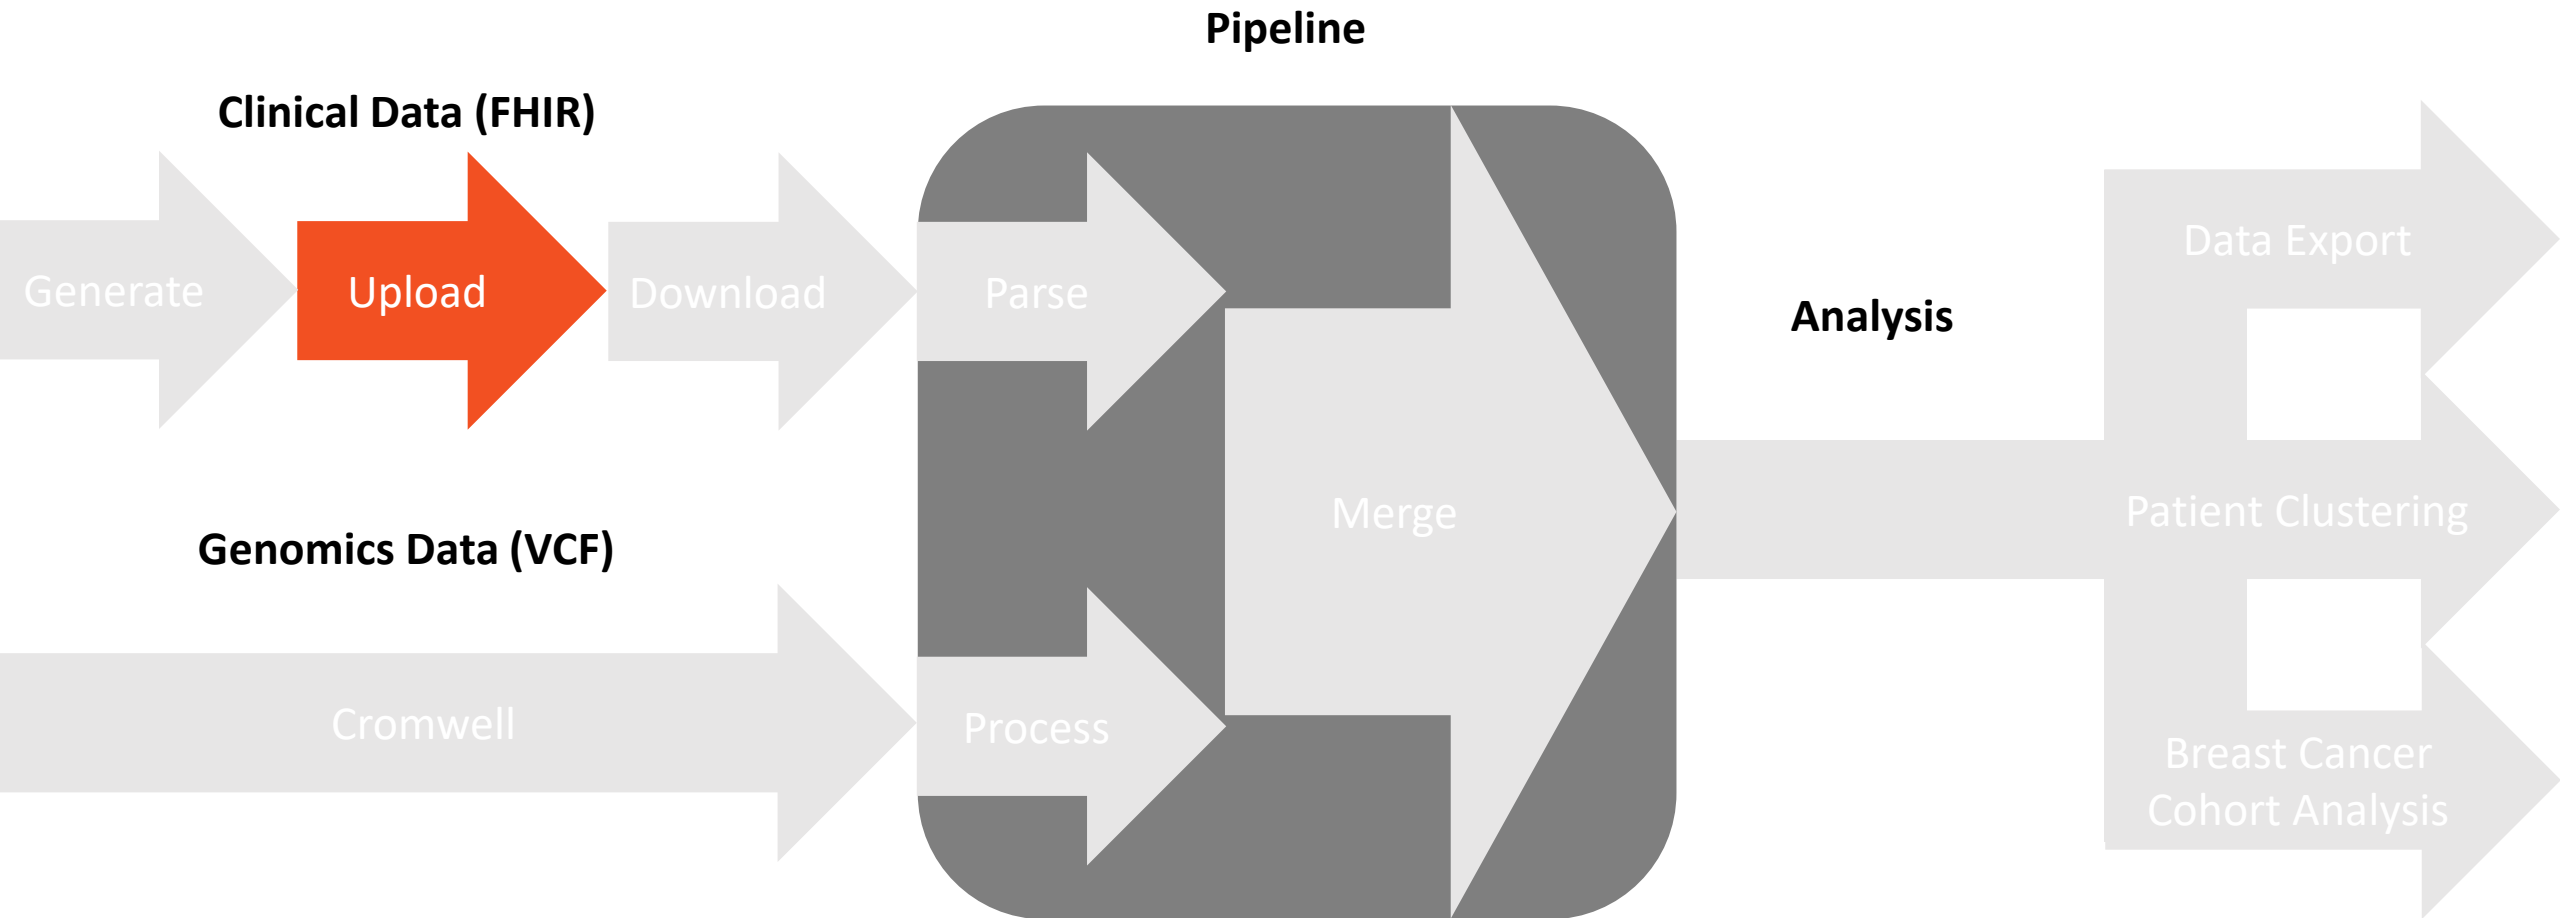 Pipeline
Clinical Data (FHIR)
Generate
Upload
Download
Parse
Data Export
Analysis
Merge
Patient Clustering
Genomics Data (VCF)
Cromwell
Process
Breast Cancer
Cohort Analysis